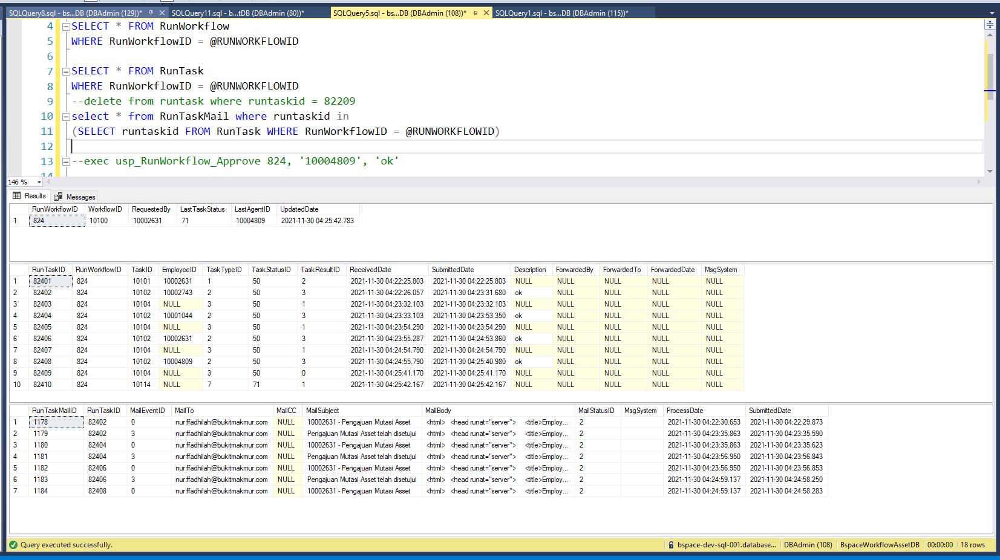 SQLQuery8.sql - bs...DB (DBAdmin (129))* SQLQuery11.sql - b...tDB (DBAdmin (80))* SQLQuery5.sql - bs...DB (DBAdmin (108))* SQLQuery1.sql - bs...DB (DBAdmin (115))*
4 SELECT * FROM RunWorkflow
5 WHERE RunWorkflowID = @RUNWORKFLOWID
6
7 SELECT * FROM RunTask
8 WHERE RunWorkflowID = @RUNWORKFLOWID
9 --delete from runtask where runtaskid = 82209
10 select * from RunTaskMail where runtaskid in
11 (SELECT runtaskid FROM RunTask WHERE RunWorkflowID = @RUNWORKFLOWID)
12
13 --exec usp_RunWorkflow_Approve 824, '10004809', 'ok'
14
146 %
Results Messages
RunWorkflowID WorkflowID RequestedBy LastTaskStatus LastAgentID UpdatedDate
1 824 10100 10002631 71 10004809 2021-11-30 04:25:42.783
RunTaskID RunWorkflowID TaskID EmployeeID TaskTypeID TaskStatusID TaskResultID ReceivedDate SubmittedDate Description ForwardedBy ForwardedTo ForwardedDate MsgSystem
1 82401 824 10101 10002631 1 50 2 2021-11-30 04:22:25.803 2021-11-30 04:22:25.803 NULL NULL NULL NULL NULL
2 82402 824 10102 10002743 2 50 3 2021-11-30 04:22:26.057 2021-11-30 04:23:31.680 ok NULL NULL NULL NULL
3 82403 824 10104 NULL 3 50 1 2021-11-30 04:23:32.103 2021-11-30 04:23:32.103 NULL NULL NULL NULL NULL
4 82404 824 10102 10001044 2 50 3 2021-11-30 04:23:33.103 2021-11-30 04:23:53.350 ok NULL NULL NULL NULL
5 82405 824 10104 NULL 3 50 1 2021-11-30 04:23:54.290 2021-11-30 04:23:54.290 NULL NULL NULL NULL NULL
6 82406 824 10102 10002631 2 50 3 2021-11-30 04:23:55.287 2021-11-30 04:24:53.860 ok NULL NULL NULL NULL
7 82407 824 10104 NULL 3 50 1 2021-11-30 04:24:54.790 2021-11-30 04:24:54.790 NULL NULL NULL NULL NULL
8 82408 824 10102 10004809 2 50 3 2021-11-30 04:24:55.790 2021-11-30 04:25:40.980 ok NULL NULL NULL NULL
9 82409 824 10104 NULL 3 50 0 2021-11-30 04:25:41.170 2021-11-30 04:25:41.170 NULL NULL NULL NULL NULL
10 82410 824 10114 NULL 7 71 1 2021-11-30 04:25:42.167 2021-11-30 04:25:42.167 NULL NULL NULL NULL NULL
RunTaskMailID RunTaskID MailEventID MailTo MailCC MailSubject MailBody MailStatusID MsgSystem ProcessDate SubmittedDate
1 1178 82402 0 nur.ffadhilah@bukitmakmur.com NULL 10002631 - Pengajuan Mutasi Asset <html> <head runat="server"> <title>Employ... 2 2021-11-30 04:22:30.653 2021-11-30 04:22:29.873
2 1179 82402 3 nur.ffadhilah@bukitmakmur.com NULL Pengajuan Mutasi Asset telah disetujui <html> <head runat="server"> <title>Employ... 2 2021-11-30 04:23:35.863 2021-11-30 04:23:35.590
3 1180 82404 0 nur.ffadhilah@bukitmakmur.com NULL 10002631 - Pengajuan Mutasi Asset <html> <head runat="server"> <title>Employ... 2 2021-11-30 04:23:35.863 2021-11-30 04:23:35.623
4 1181 82404 3 nur.ffadhilah@bukitmakmur.com NULL Pengajuan Mutasi Asset telah disetujui <html> <head runat="server"> <title>Employ... 2 2021-11-30 04:23:56.950 2021-11-30 04:23:56.843
5 1182 82406 0 nur.ffadhilah@bukitmakmur.com NULL 10002631 - Pengajuan Mutasi Asset <html> <head runat="server"> <title>Employ... 2 2021-11-30 04:23:56.950 2021-11-30 04:23:56.853
6 1183 82406 3 nur.ffadhilah@bukitmakmur.com NULL Pengajuan Mutasi Asset telah disetujui <html> <head runat="server"> <title>Employ... 2 2021-11-30 04:24:59.137 2021-11-30 04:24:58.250
7 1184 82408 0 nur.ffadhilah@bukitmakmur.com NULL 10002631 - Pengajuan Mutasi Asset <html> <head runat="server"> <title>Employ... 2 2021-11-30 04:24:59.137 2021-11-30 04:24:58.283
Query executed successfully. bspace-dev-sql-001.database... DBAdmin (108) BspaceWorkflowAssetDB 00:00:00 18 rows